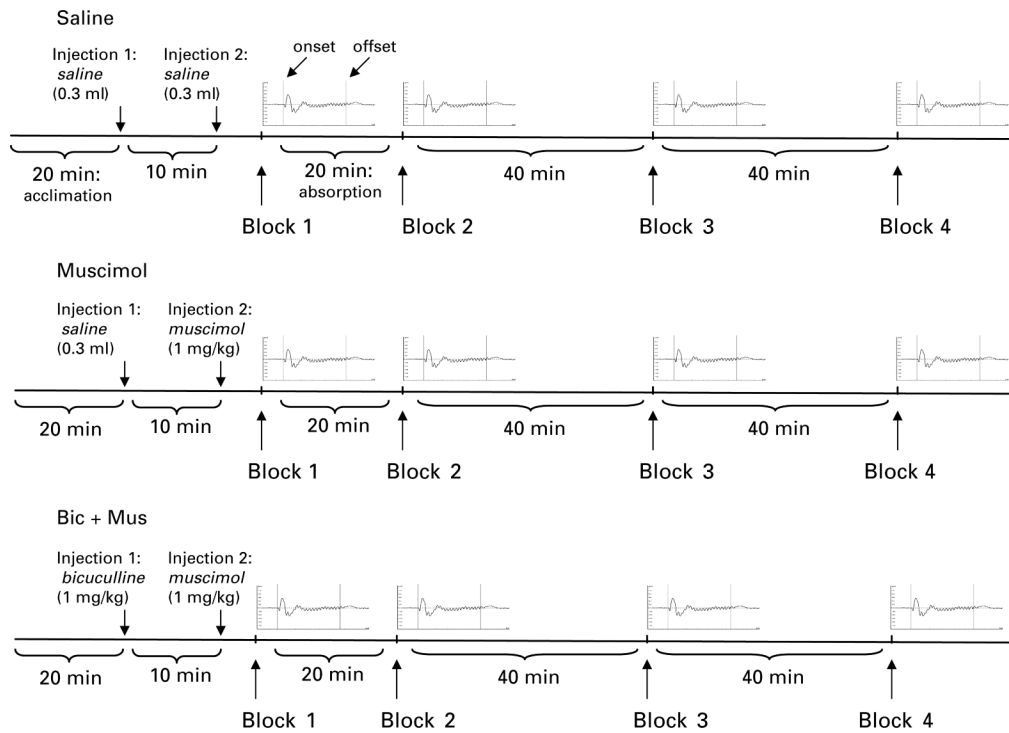 Saline
Injection 1: Injection 2:
saline saline
(0.3 ml) (0.3 ml)
onset offset
20 min: 10 min 20 min: 40 min 40 min
acclimation absorption
Block 1 Block 2 Block 3 Block 4
Muscimol
Injection 1: Injection 2:
saline muscimol
(0.3 ml) (1 mg/kg)
20 min 10 min 20 min 40 min 40 min
Block 1 Block 2 Block 3 Block 4
Bic + Mus
Injection 1: Injection 2:
bicuculline muscimol
(1 mg/kg) (1 mg/kg)
20 min 10 min 20 min 40 min 40 min
Block 1 Block 2 Block 3 Block 4